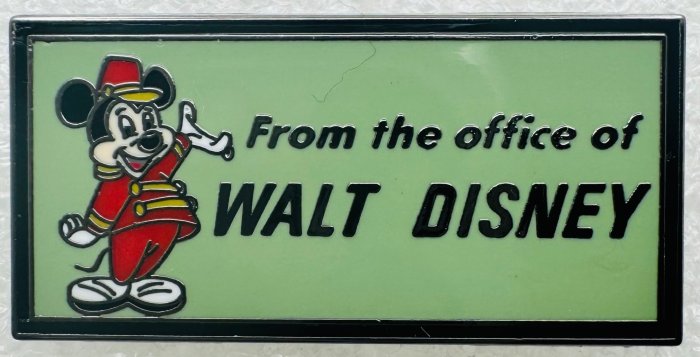 From the office of
WALT DISNEY